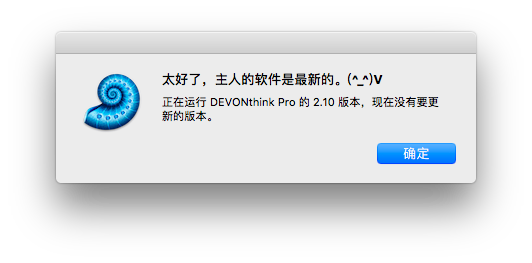 太好了，主人的软件是最新的。(^_^)V
正在运行 DEVONthink Pro 的 2.10 版本，现在没有要更
新的版本。
确定